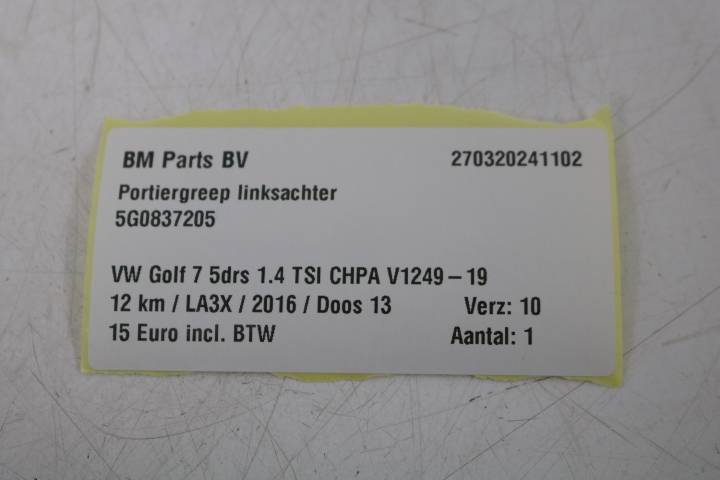 BM Parts BV 270320241102
Portiergreep linksachter
5G0837205
VW Golf 7 5drs 1.4 TSI CHPA V1249-19
12 km / LA3X / 2016 / Doos 13 Verz: 10
15 Euro incl. BTW Aantal: 1